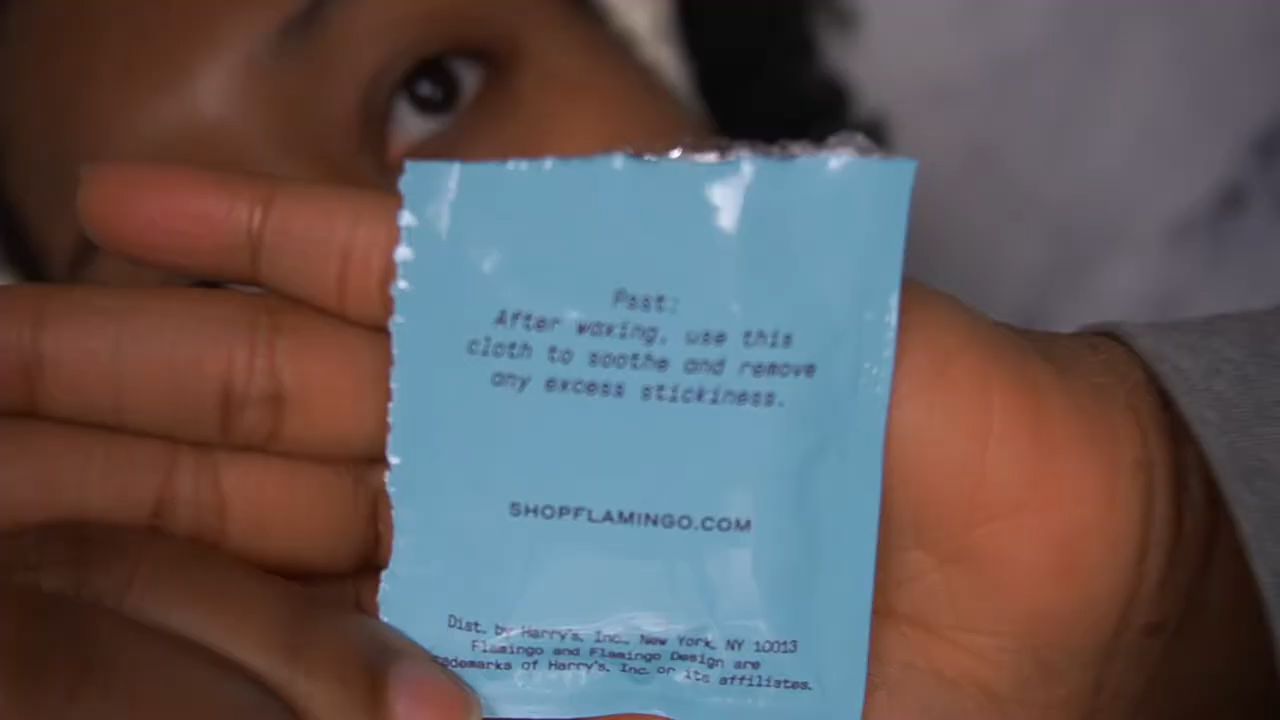 Psst:
After waxing, use this
cloth to soothe and remove
any excess stickiness.
SHOPFLAMINGO.COM
Dist. by Harry's, Inc., New York, NY 10013
Flamingo and Flamingo Design are
ademarks of Harry's, Inc. or its affiliates.